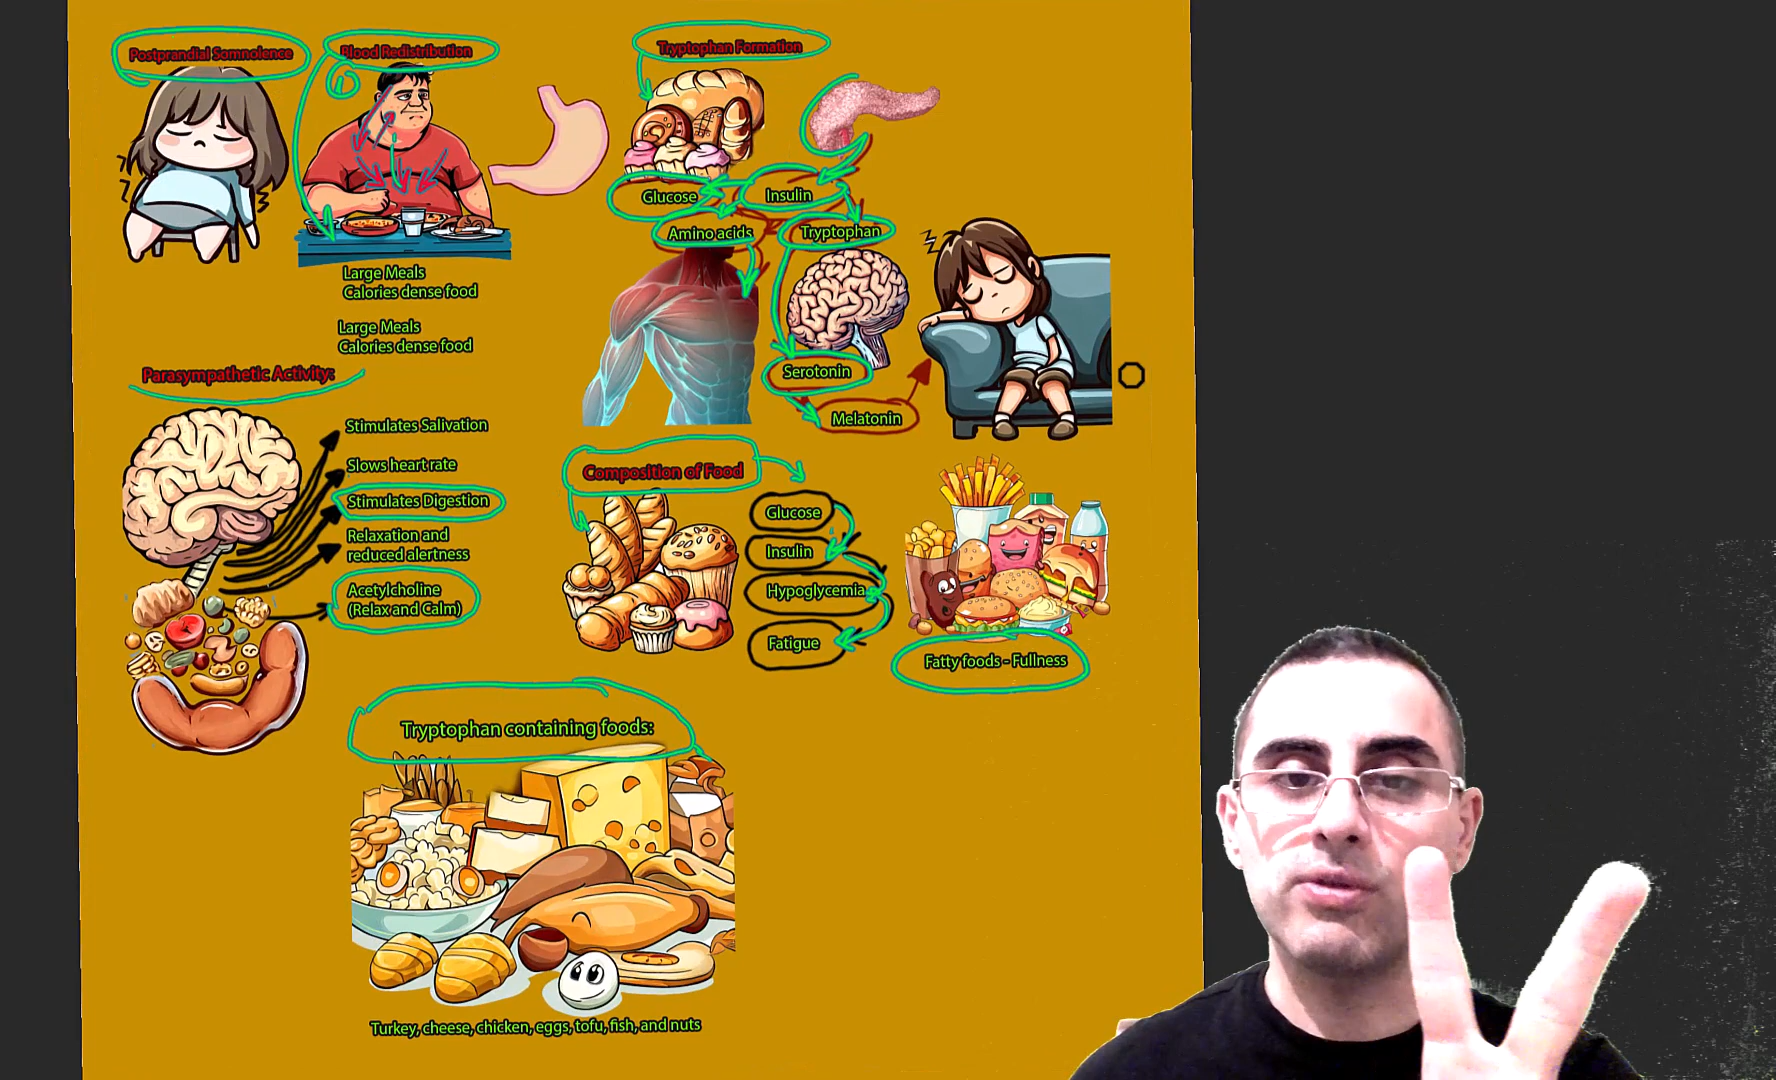 Postprandial Somnolence
Blood Redistribution
1
Large Meals
Calories dense food
Large Meals
Calories dense food
Tryptophan Formation
Glucose
Insulin
Amino acids
Tryptophan
Serotonin
Melatonin
Parasympathetic Activity:
Stimulates Salivation
Slows heart rate
Stimulates Digestion
Relaxation and
reduced alertness
Acetylcholine
(Relax and Calm)
Composition of Food
Glucose
Insulin
Hypoglycemia
Fatigue
Fatty foods - Fullness
Tryptophan containing foods:
Turkey, cheese, chicken, eggs, tofu, fish, and nuts